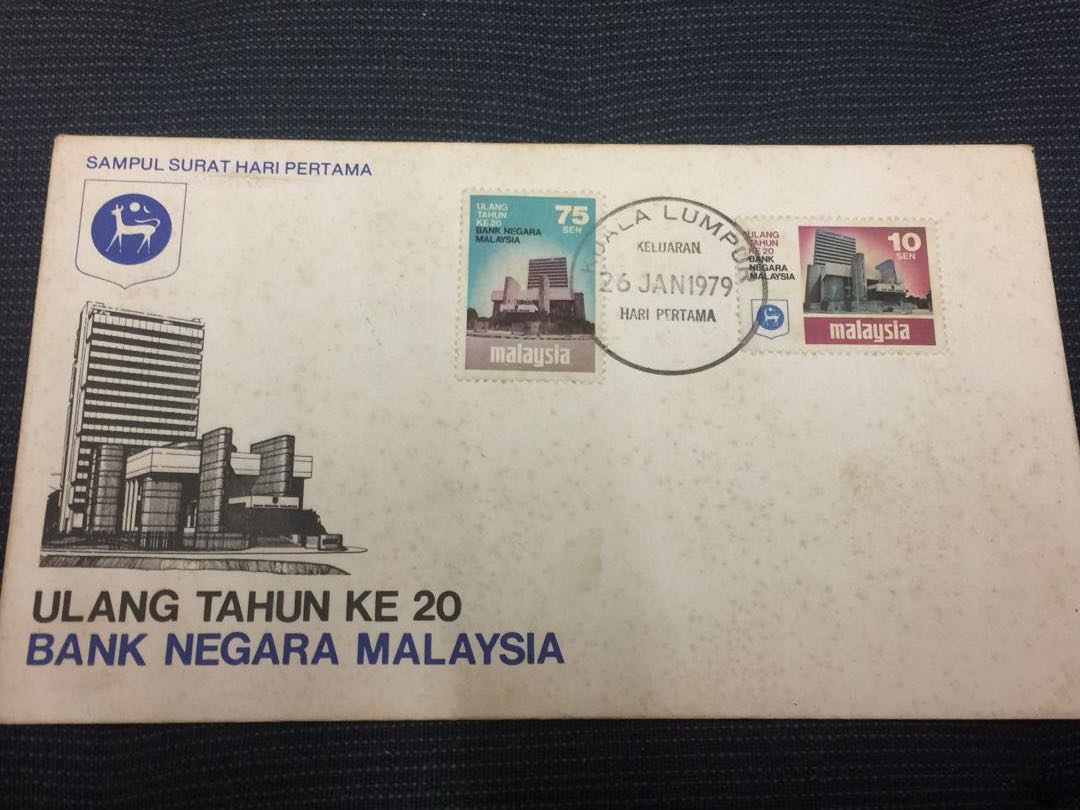 SAMPUL SURAT HARI PERTAMA
ULANG
TAHUN
KE 20
BANK NEGARA
MALAYSIA
75
SEN
malaysia
KUALA LUMPUR
KELUARAN
26 JAN 1979
HARI PERTAMA
ULANG
TAHUN
KE 20
BANK
NEGARA
MALAYSIA
10
SEN
malaysia
ULANG TAHUN KE 20
BANK NEGARA MALAYSIA